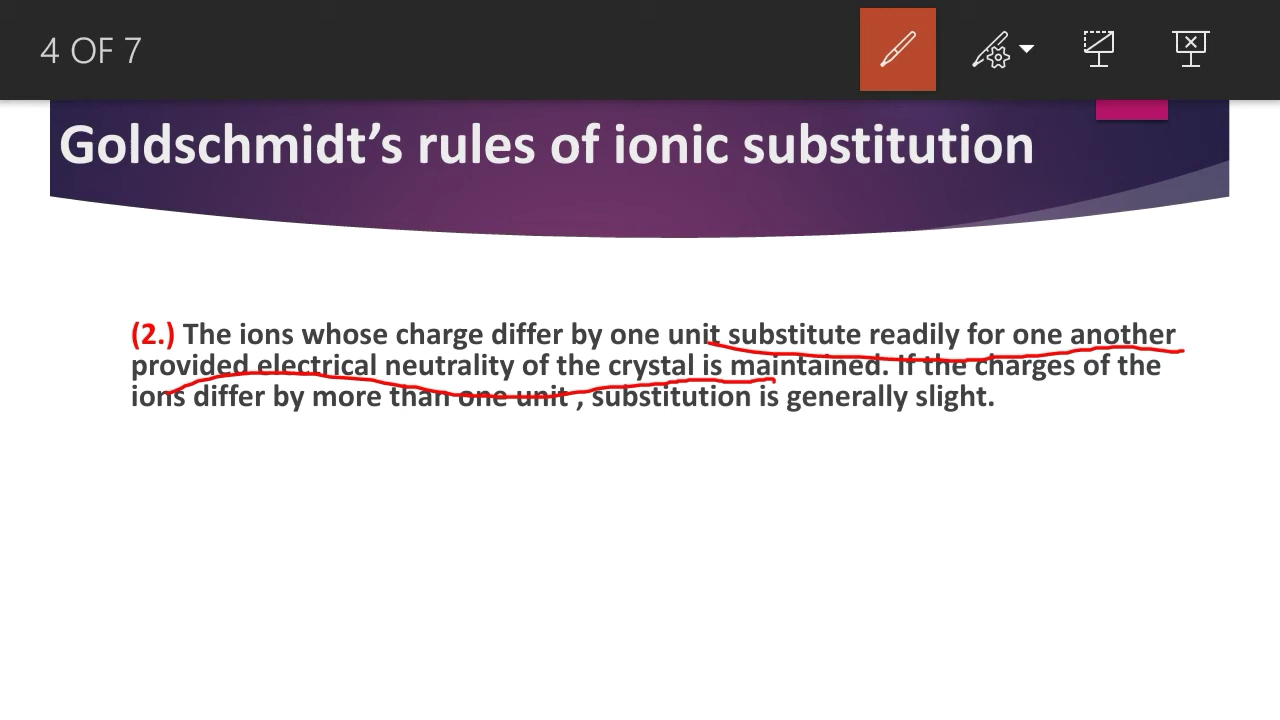 4 OF 7
Goldschmidt’s rules of ionic substitution
(2.) The ions whose charge differ by one unit substitute readily for one another
provided electrical neutrality of the crystal is maintained. If the charges of the
ions differ by more than one unit , substitution is generally slight.